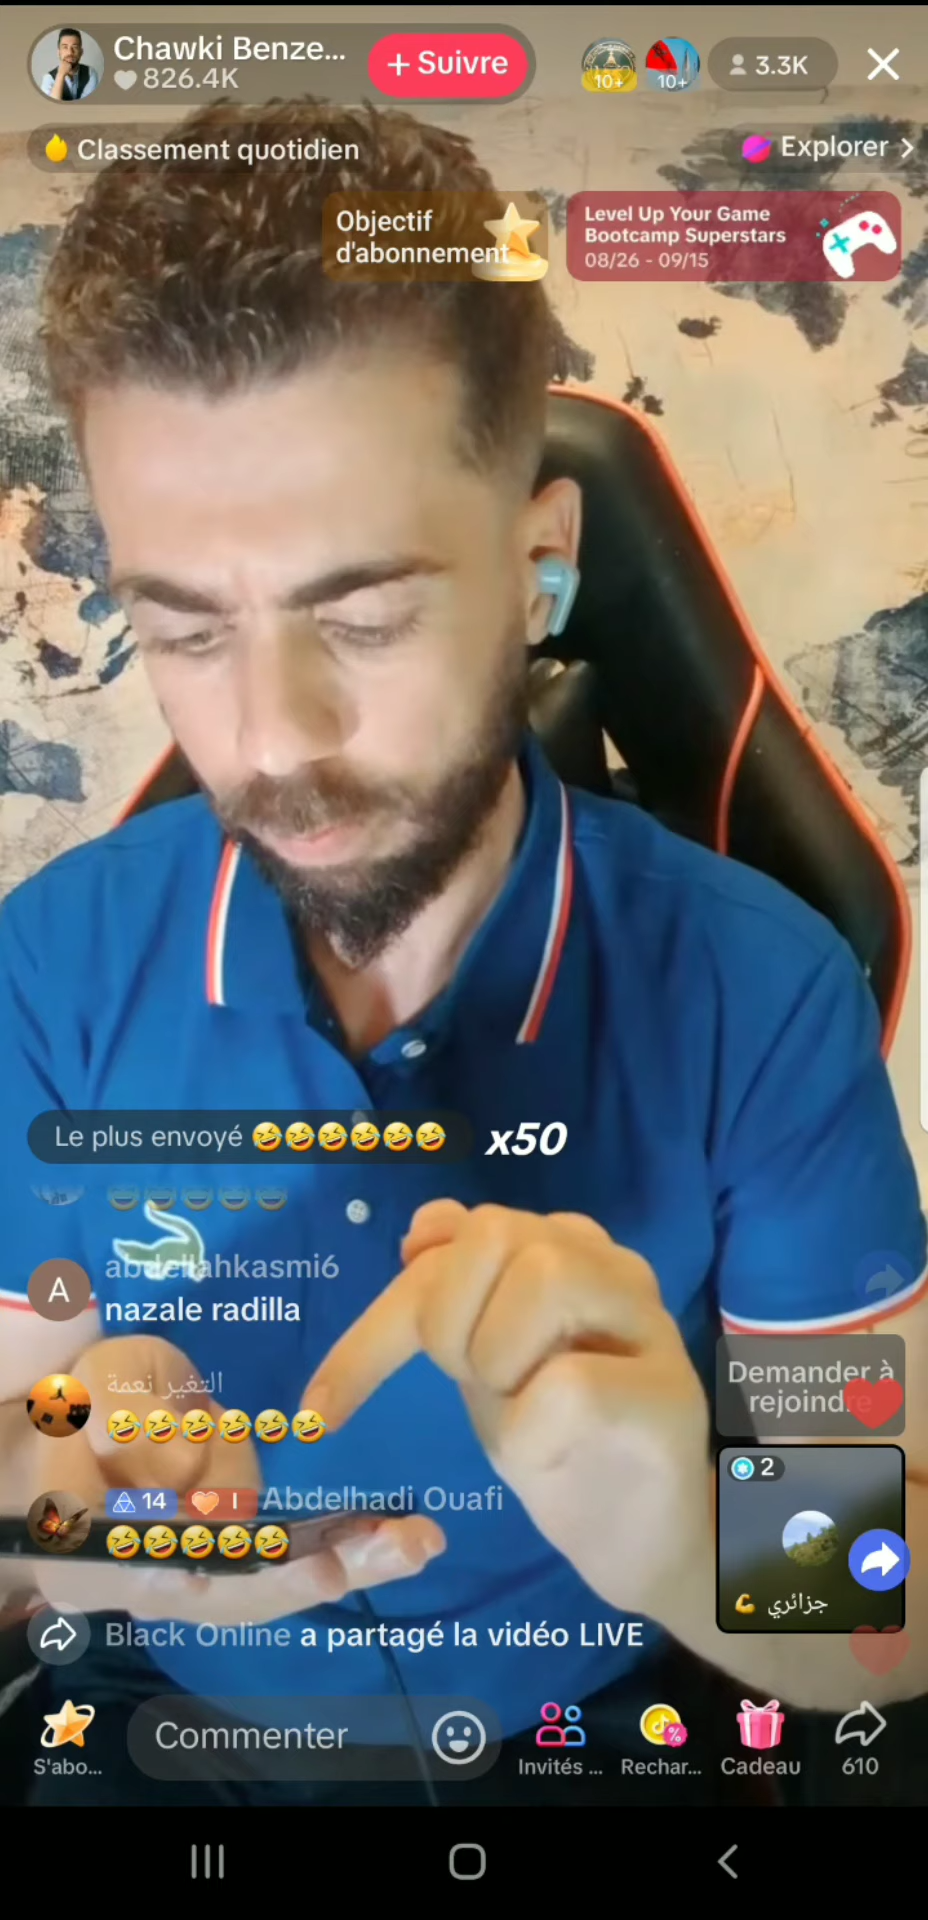 Chawki Benze...
826.4K
+ Suivre
10+
10+
3.3K
Classement quotidien
Explorer
Objectif
d'abonnement
Level Up Your Game
Bootcamp Superstars
08/26 - 09/15
Le plus envoyé 🤣🤣🤣🤣🤣🤣 x50
🤣🤣🤣🤣🤣
abdellahkasmi6
A
nazale radilla
التغير نعمة
🤣🤣🤣🤣🤣🤣
14 I Abdelhadi Ouafi
🤣🤣🤣🤣🤣
Demander à
rejoindre
2
جزائري 💪
Black Online a partagé la vidéo LIVE
Commenter
S'abo...
Invités ...
Rechar...
Cadeau
610